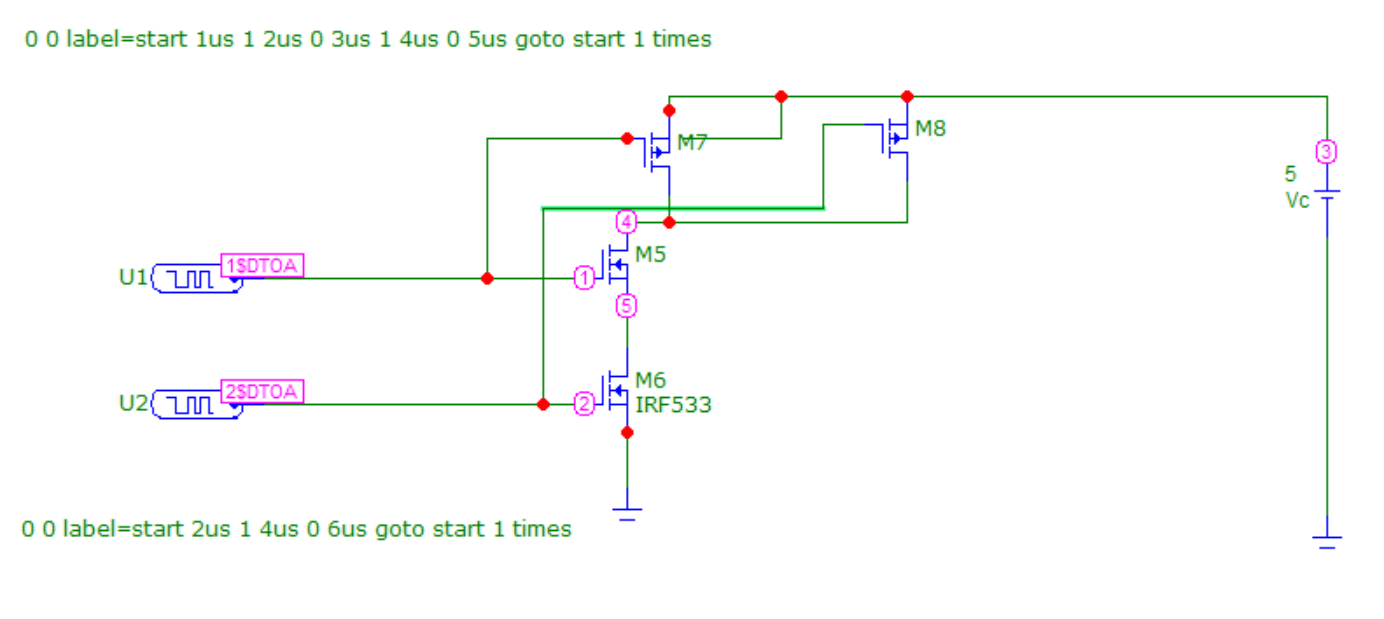 0 0 label=start 1us 1 2us 0 3us 1 4us 0 5us goto start 1 times
M7
M8
3
5
Vc
4
M5
U1
1$DTOA
1
5
M6
U2
2$DTOA
2
IRF533
0 0 label=start 2us 1 4us 0 6us goto start 1 times